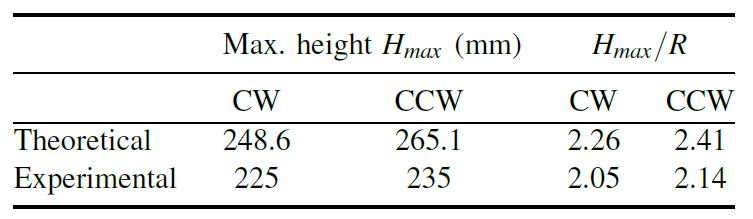 Max. height Hmax (mm) Hmax/R
CW CCW CW CCW
Theoretical 248.6 265.1 2.26 2.41
Experimental 225 235 2.05 2.14